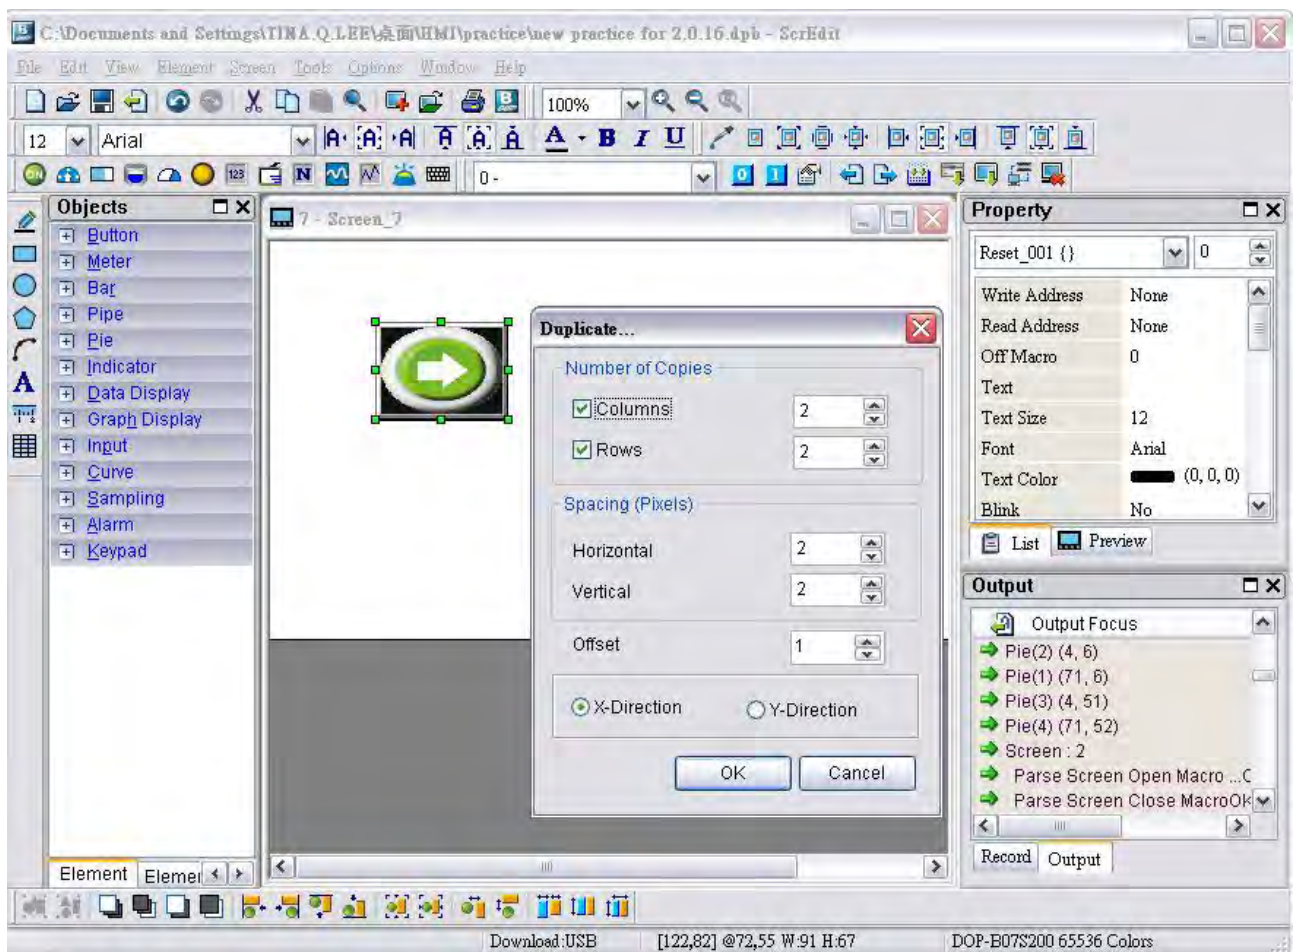 C:\Documents and Settings\TINA.Q.LEE\桌面\HMI\practice\new practice for 2.0.16.dpb - ScrEdit
File Edit View Element Screen Tools Options Window Help
100%
12 Arial
A B I U
0 -
Objects
Button
Meter
Bar
Pipe
Pie
Indicator
Data Display
Graph Display
Input
Curve
Sampling
Alarm
Keypad
Element
7 - Screen_7
Duplicate...
Number of Copies
Columns 2
Rows 2
Spacing (Pixels)
Horizontal 2
Vertical 2
Offset 1
X-Direction Y-Direction
OK Cancel
Property
Reset_001 {} 0
Write Address None
Read Address None
Off Macro 0
Text
Text Size 12
Font Arial
Text Color (0, 0, 0)
Blink No
List Preview
Output
Output Focus
Pie(2) (4, 6)
Pie(1) (71, 6)
Pie(3) (4, 51)
Pie(4) (71, 52)
Screen : 2
Parse Screen Open Macro ...C
Parse Screen Close MacroOk
Record Output
Download:USB [122,82] @72,55 W:91 H:67 DOP-B07S200 65536 Colors